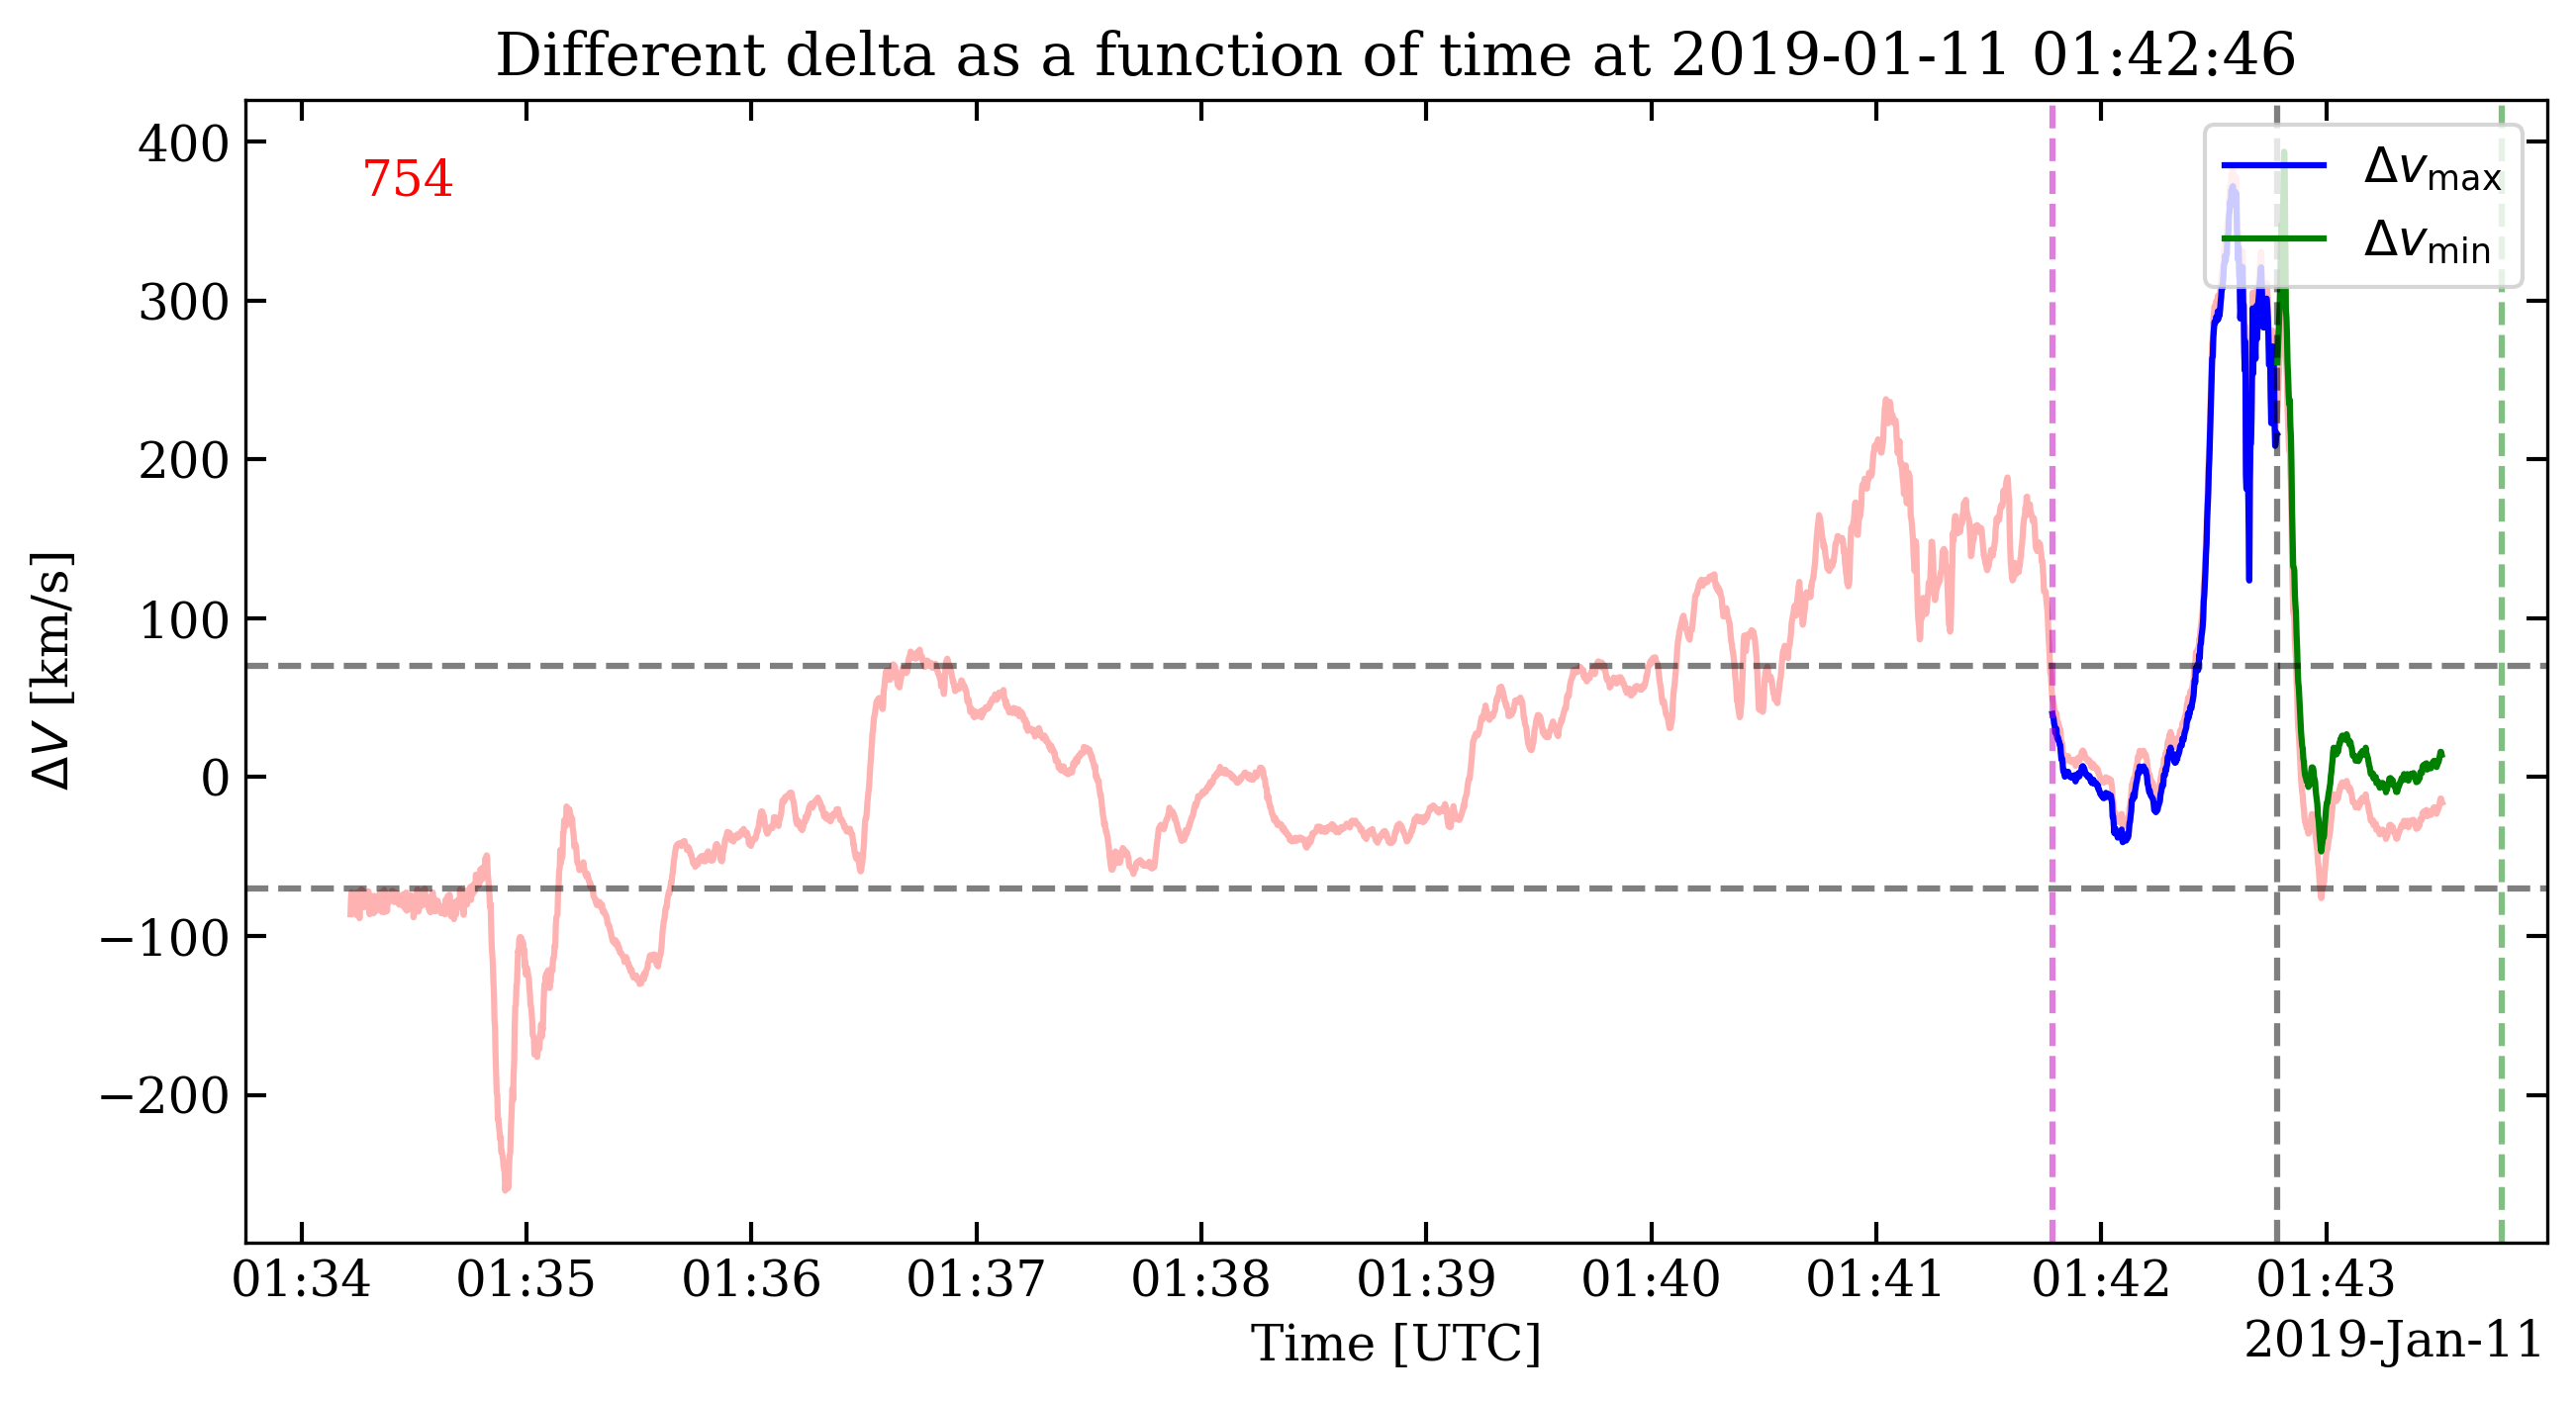 Different delta as a function of time at 2019-01-11 01:42:46
754
Δv_max
Δv_min
400
300
200
100
0
−100
−200
ΔV [km/s]
01:34 01:35 01:36 01:37 01:38 01:39 01:40 01:41 01:42 01:43
Time [UTC]
2019-Jan-11